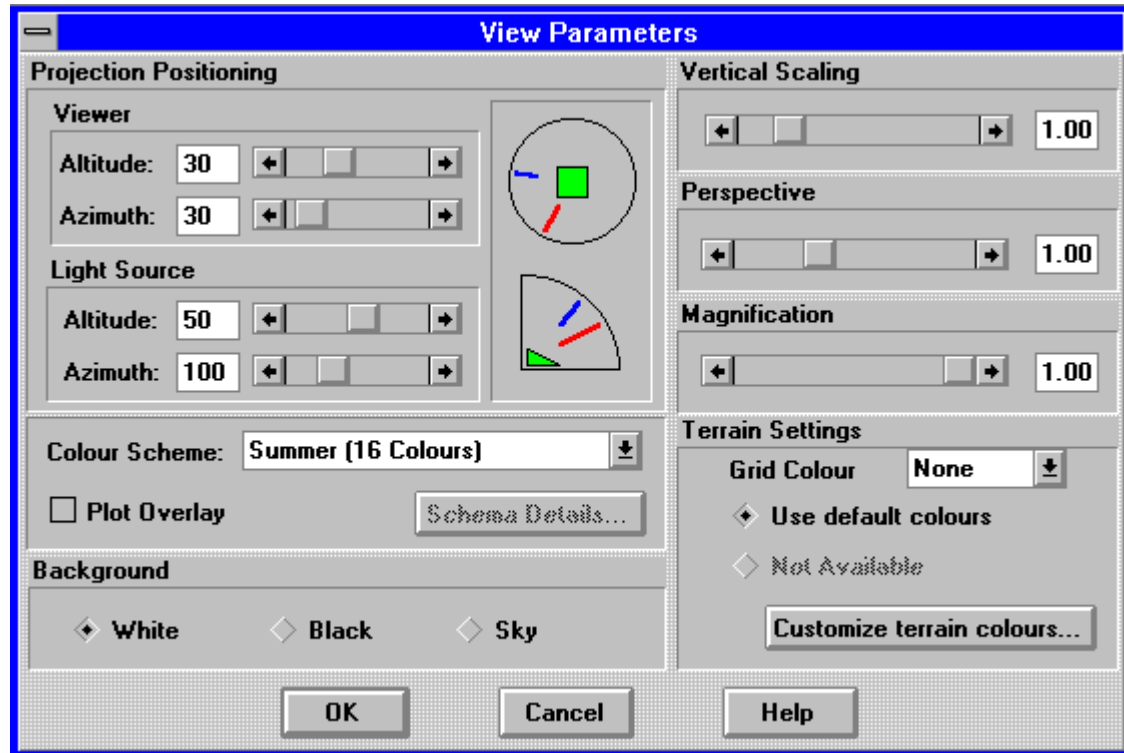 View Parameters
Projection Positioning
Viewer
Altitude: 30
Azimuth: 30
Light Source
Altitude: 50
Azimuth: 100
Vertical Scaling
1.00
Perspective
1.00
Magnification
1.00
Colour Scheme: Summer (16 Colours)
Plot Overlay
Schema Details...
Terrain Settings
Grid Colour None
Use default colours
Not Available
Customize terrain colours...
Background
White Black Sky
OK Cancel Help